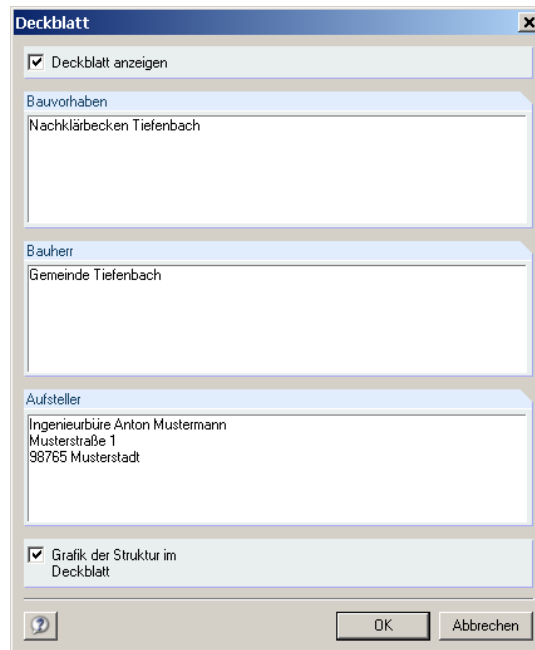 Deckblatt
Deckblatt anzeigen
Bauvorhaben
Nachklärbecken Tiefenbach
Bauherr
Gemeinde Tiefenbach
Aufsteller
Ingenieurbüre Anton Mustermann
Musterstraße 1
98765 Musterstadt
Grafik der Struktur im
Deckblatt
OK
Abbrechen